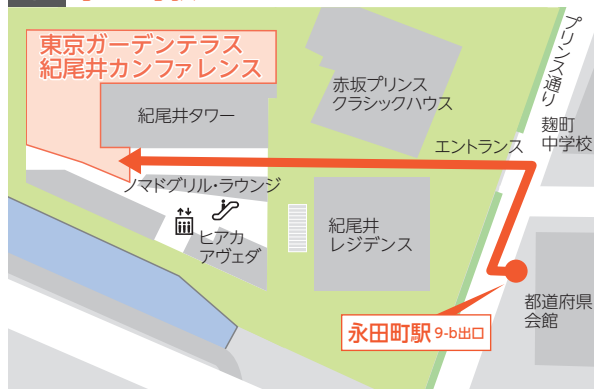 東京ガーデンテラス
紀尾井カンファレンス
紀尾井タワー
赤坂プリンス
クラシックハウス
プリンス通り
麹町
中学校
エントランス
ノマドグリル・ラウンジ
ヒアカ
アヴェダ
紀尾井
レジデンス
都道府県
会館
永田町駅 9-b出口